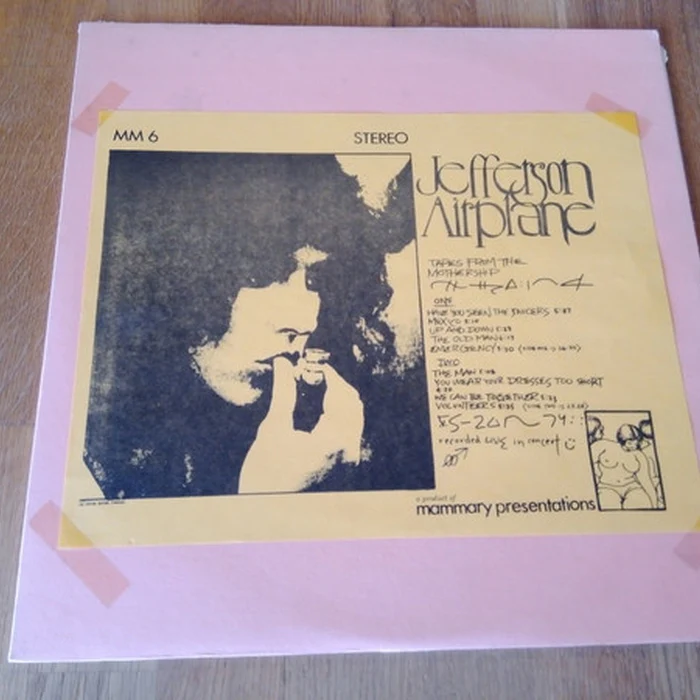 MM 6
STEREO
Jefferson
Airplane
TAPES FROM THE
MOTHERSHIP
ONE
HAVE YOU SEEN THE SAUCERS
MEXICO
UP AND DOWN
THE OLD MAN
EMERGENCY
TWO
THE MAN
YOU WEAR YOUR DRESSES TOO SHORT
WE CAN BE TOGETHER
VOLUNTEERS
recorded LIVE in concert
a product of
mammary presentations